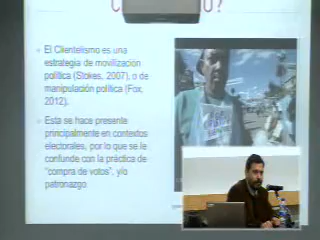 El Clientelismo es una
estrategia de movilización
política (Stokes, 2007), o de
manipulación política (Fox,
2012).
Esta se hace presente
principalmente en contextos
electorales, por lo que se le
confunde con la práctica de
"compra de votos", y/o
patronazgo